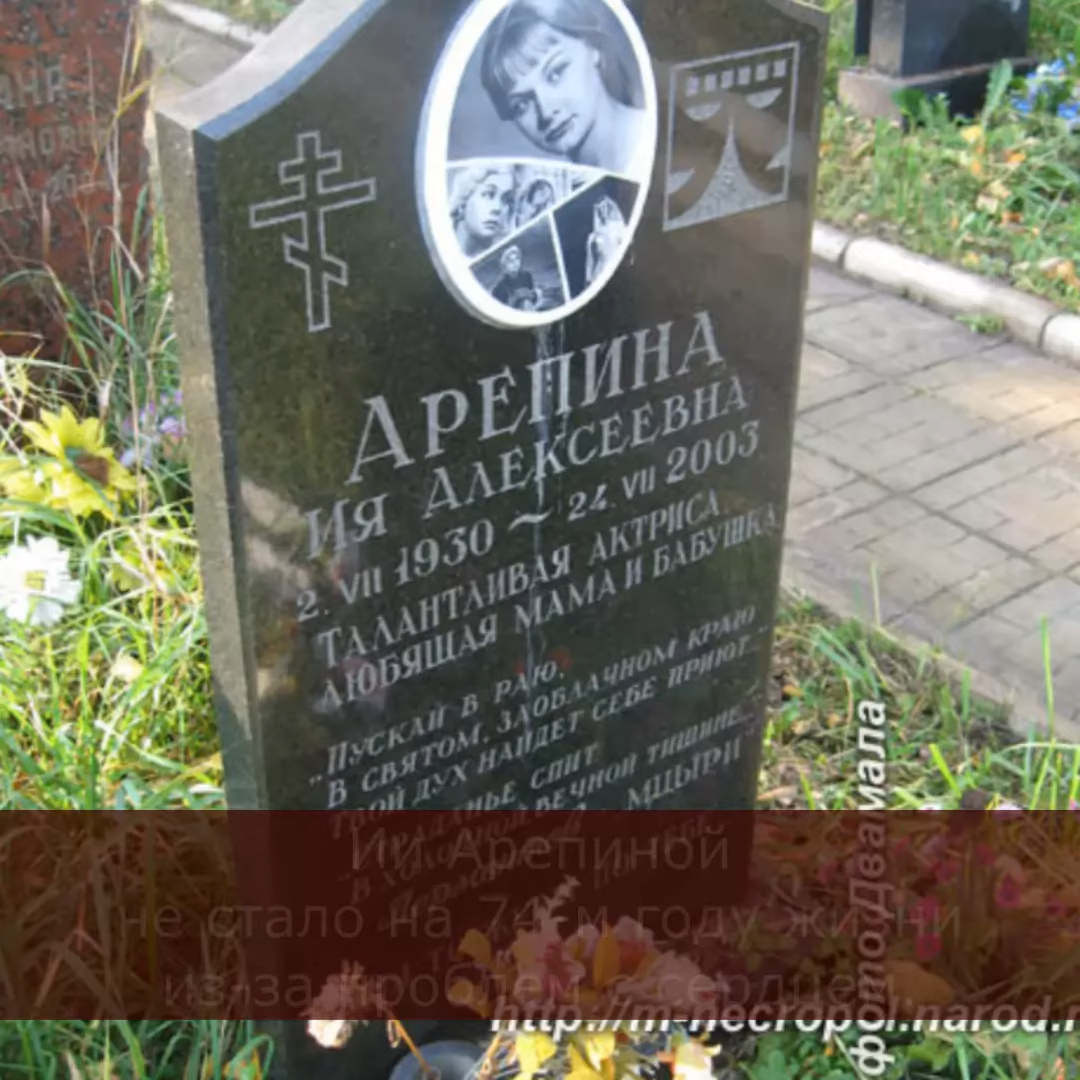 АРЕПИНА
ИЯ АЛЕКСЕЕВНА
2. VII 1930 ~ 24. VII 2003
ТАЛАНТЛИВАЯ АКТРИСА,
ЛЮБЯЩАЯ МАМА И БАБУШКА
„ПУСКАЙ В РАЮ,
В СВЯТОМ, ЗАОБЛАЧНОМ КРАЮ
ТВОЙ ДУХ НАЙДЕТ СЕБЕ ПРИЮТ...
СПИТ
ВЕЧНОЙ ТИШИНЕ...
МЦЫРИ"
Ии Арепиной
не стало на 74-м году жизни
из-за проблем с сердцем
фото Двамала
http://m-necropol.narod.r